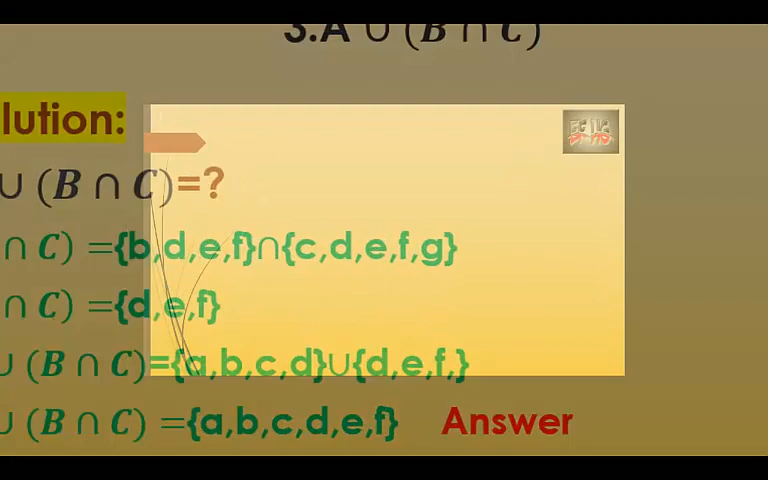 3.A ∪ (B ∩ C)
lution:
∪ (B ∩ C)=?
∩ C) ={b,d,e,f}∩{c,d,e,f,g}
∩ C) ={d,e,f}
∪ (B ∩ C)={a,b,c,d}∪{d,e,f,}
∪ (B ∩ C) ={a,b,c,d,e,f} Answer